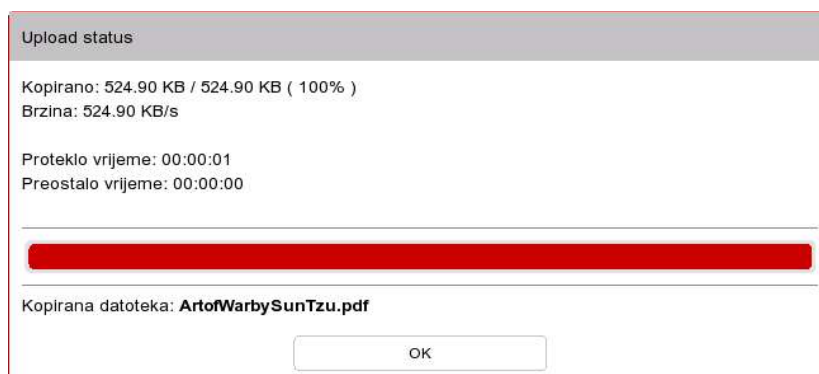 Upload status
Kopirano: 524.90 KB / 524.90 KB ( 100% )
Brzina: 524.90 KB/s
Proteklo vrijeme: 00:00:01
Preostalo vrijeme: 00:00:00
Kopirana datoteka: ArtofWarbySunTzu.pdf
OK